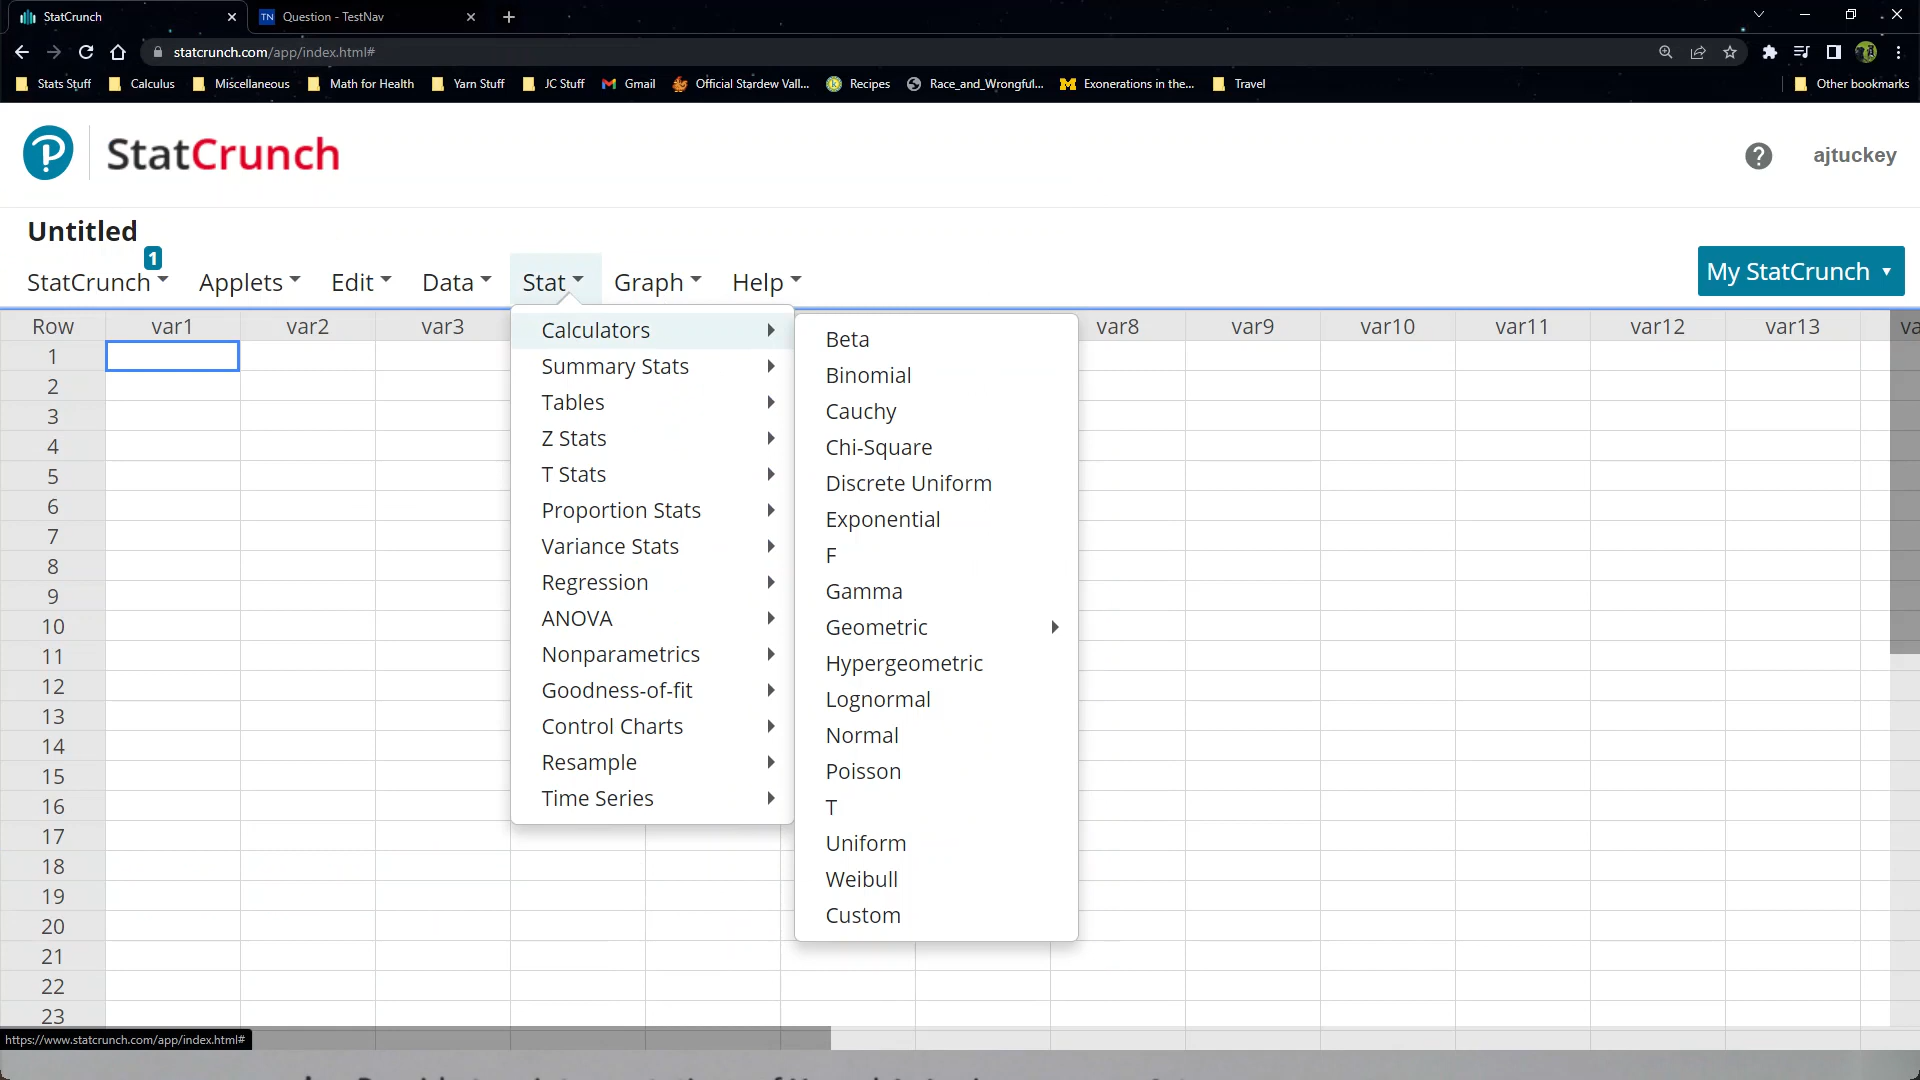 StatCrunch
TN Question - TestNav
statcrunch.com/app/index.html#
Stats Stuff Calculus Miscellaneous Math for Health Yarn Stuff JC Stuff Gmail Official Stardew Vall... Recipes Race_and_Wrongful... Exonerations in the... Travel Other bookmarks
P StatCrunch
? ajtuckey
Untitled
1
StatCrunch Applets Edit Data Stat Graph Help My StatCrunch
Row var1 var2 var3 var8 var9 var10 var11 var12 var13 va
1
2
3
4
5
6
7
8
9
10
11
12
13
14
15
16
17
18
19
20
21
22
23
Calculators
Summary Stats
Tables
Z Stats
T Stats
Proportion Stats
Variance Stats
Regression
ANOVA
Nonparametrics
Goodness-of-fit
Control Charts
Resample
Time Series
Beta
Binomial
Cauchy
Chi-Square
Discrete Uniform
Exponential
F
Gamma
Geometric
Hypergeometric
Lognormal
Normal
Poisson
T
Uniform
Weibull
Custom
https://www.statcrunch.com/app/index.html#